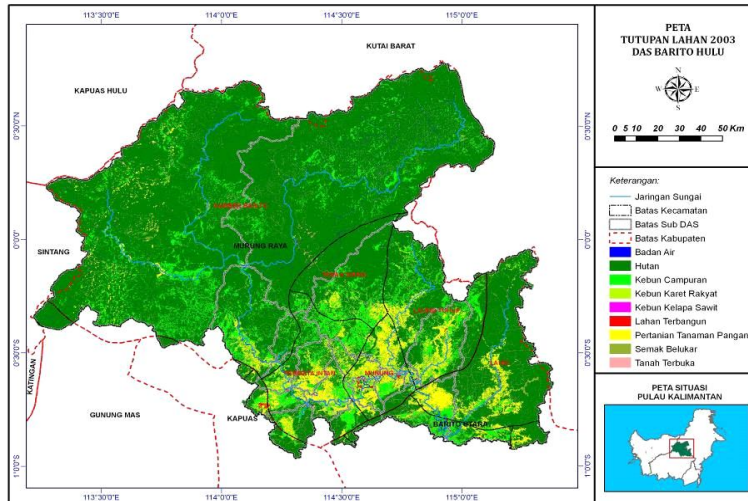 113°30'0"E 114°0'0"E 114°30'0"E 115°0'0"E
KUTAI BARAT
KAPUAS HULU
0°30'0"N 0°30'0"N
0°0'0" 0°0'0"
SINTANG
MURUNG RAYA
MURUNG
KATINGAN
GUNUNG MAS
KAPUAS
BARITO UTARA
0°30'0"S 0°30'0"S
1°0'0"S 1°0'0"S
113°30'0"E 114°0'0"E 114°30'0"E 115°0'0"E
PETA
TUTUPAN LAHAN 2003
DAS BARITO HULU
N
W E
S
0 5 10 20 30 40 50 Km
Keterangan:
Jaringan Sungai
Batas Kecamatan
Batas Sub DAS
Batas Kabupaten
Badan Air
Hutan
Kebun Campuran
Kebun Karet Rakyat
Kebun Kelapa Sawit
Lahan Terbangun
Pertanian Tanaman Pangan
Semak Belukar
Tanah Terbuka
PETA SITUASI
PULAU KALIMANTAN